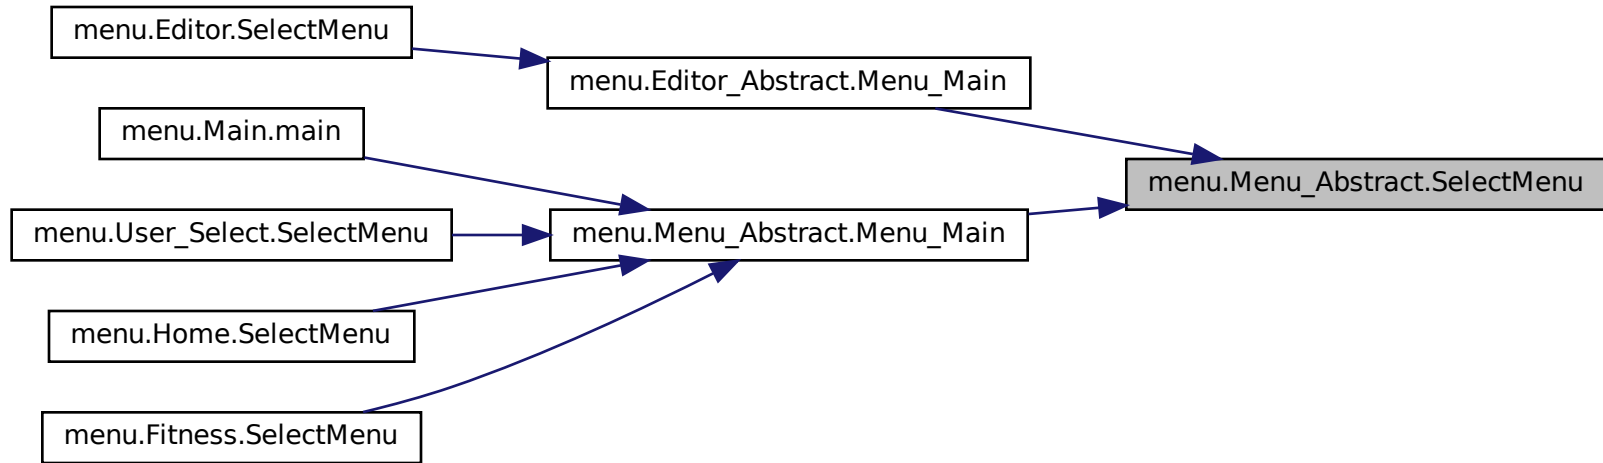 menu.Editor.SelectMenu
menu.Editor_Abstract.Menu_Main
menu.Main.main
menu.Menu_Abstract.SelectMenu
menu.User_Select.SelectMenu
menu.Menu_Abstract.Menu_Main
menu.Home.SelectMenu
menu.Fitness.SelectMenu